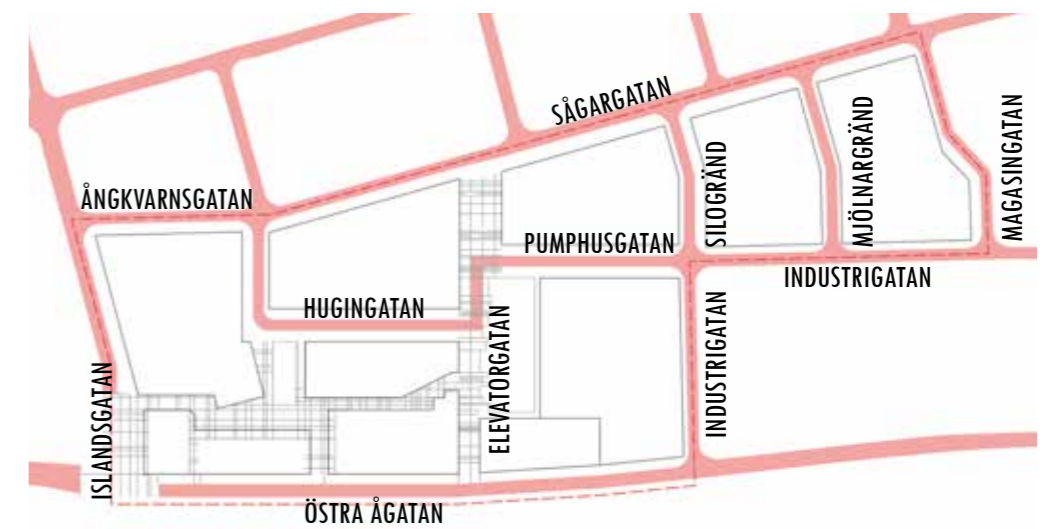 SÅGARGATAN
ÅNGKVARNSGATAN
SILOGRÄND
MJÖLNARGRÄND
MAGASINGATAN
PUMPHUSGATAN
INDUSTRIGATAN
HUGINGATAN
ELEVATORGATAN
INDUSTRIGATAN
ISLANDSGATAN
ÖSTRA ÅGATAN